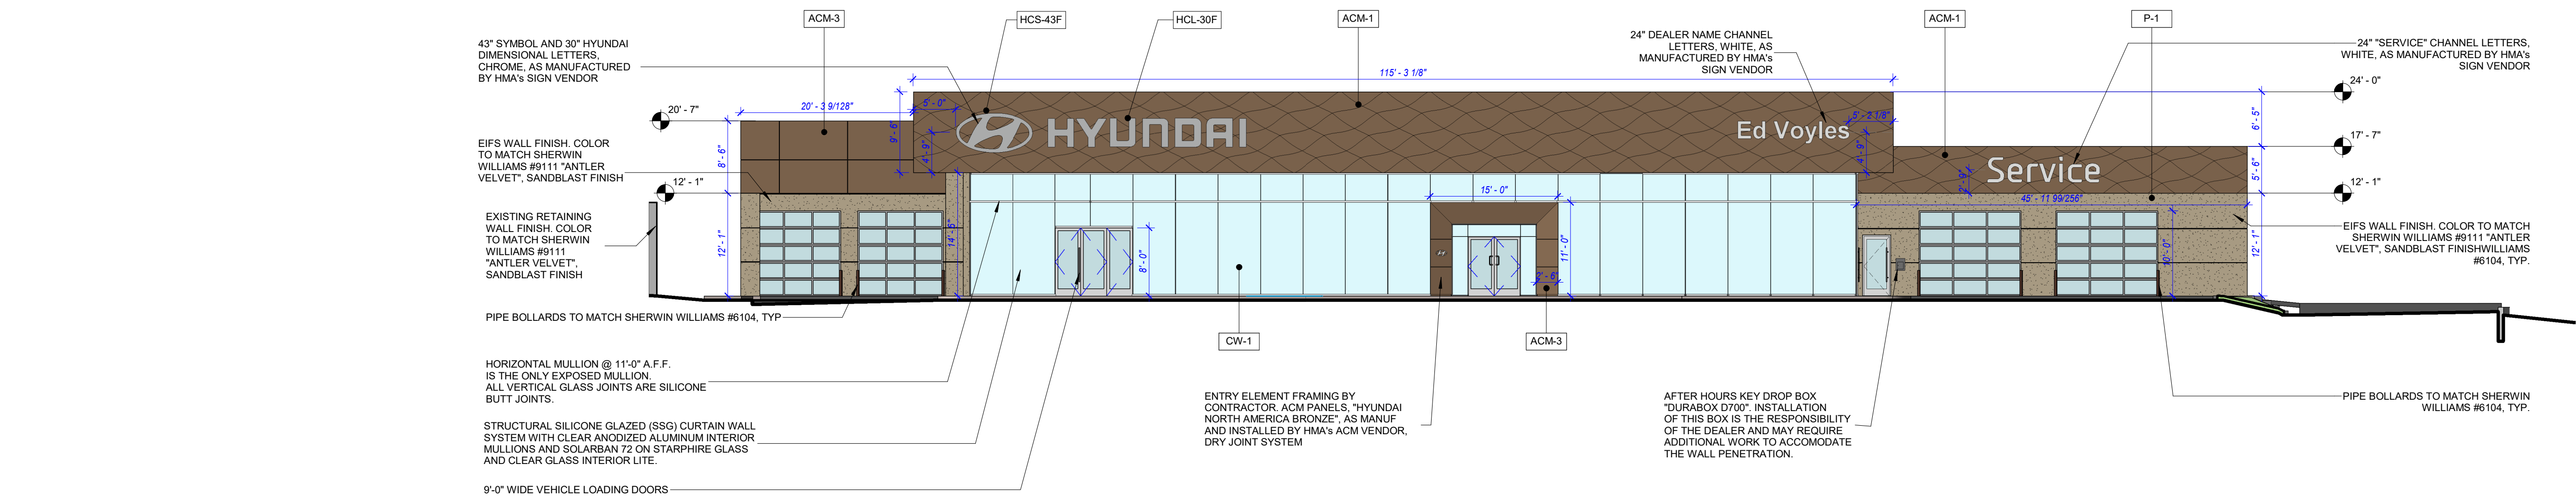 ACM-3
HCS-43F
HCL-30F
ACM-1
ACM-1
P-1
43" SYMBOL AND 30" HYUNDAI
DIMENSIONAL LETTERS,
CHROME, AS MANUFACTURED
BY HMA's SIGN VENDOR
24" DEALER NAME CHANNEL
LETTERS, WHITE, AS
MANUFACTURED BY HMA's
SIGN VENDOR
24" "SERVICE" CHANNEL LETTERS,
WHITE, AS MANUFACTURED BY HMA's
SIGN VENDOR
115' - 3 1/8"
24' - 0"
20' - 3 9/128"
5' - 0"
20' - 7"
9' - 6"
4' - 9"
HYUNDAI
Ed Voyles
5' - 2 1/8"
4' - 9"
6' - 5"
17' - 7"
EIFS WALL FINISH. COLOR
TO MATCH SHERWIN
WILLIAMS #9111 "ANTLER
VELVET", SANDBLAST FINISH
8' - 6"
Service
2' - 9"
5' - 6"
12' - 1"
12' - 1"
15' - 0"
45' - 11 99/256"
EXISTING RETAINING
WALL FINISH. COLOR
TO MATCH SHERWIN
WILLIAMS #9111
"ANTLER VELVET",
SANDBLAST FINISH
12' - 1"
14' - 6"
8' - 0"
11' - 0"
2' - 6"
10' - 0"
12' - 1"
EIFS WALL FINISH. COLOR TO MATCH
SHERWIN WILLIAMS #9111 "ANTLER
VELVET", SANDBLAST FINISHWILLIAMS
#6104, TYP.
PIPE BOLLARDS TO MATCH SHERWIN WILLIAMS #6104, TYP
CW-1
ACM-3
HORIZONTAL MULLION @ 11'-0" A.F.F.
IS THE ONLY EXPOSED MULLION.
ALL VERTICAL GLASS JOINTS ARE SILICONE
BUTT JOINTS.
STRUCTURAL SILICONE GLAZED (SSG) CURTAIN WALL
SYSTEM WITH CLEAR ANODIZED ALUMINUM INTERIOR
MULLIONS AND SOLARBAN 72 ON STARPHIRE GLASS
AND CLEAR GLASS INTERIOR LITE.
9'-0" WIDE VEHICLE LOADING DOORS
ENTRY ELEMENT FRAMING BY
CONTRACTOR. ACM PANELS, "HYUNDAI
NORTH AMERICA BRONZE", AS MANUF
AND INSTALLED BY HMA's ACM VENDOR,
DRY JOINT SYSTEM
AFTER HOURS KEY DROP BOX
"DURABOX D700". INSTALLATION
OF THIS BOX IS THE RESPONSIBILITY
OF THE DEALER AND MAY REQUIRE
ADDITIONAL WORK TO ACCOMODATE
THE WALL PENETRATION.
PIPE BOLLARDS TO MATCH SHERWIN
WILLIAMS #6104, TYP.